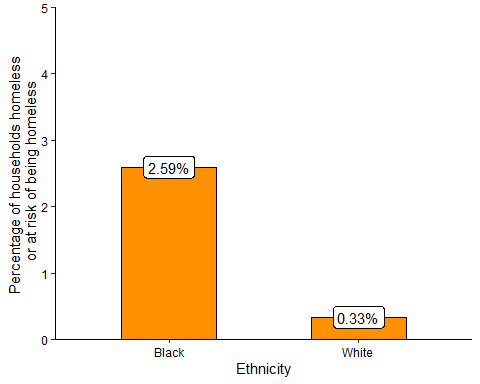 Percentage of households homeless
or at risk of being homeless
5
4
3
2
1
0
2.59%
0.33%
Black
White
Ethnicity